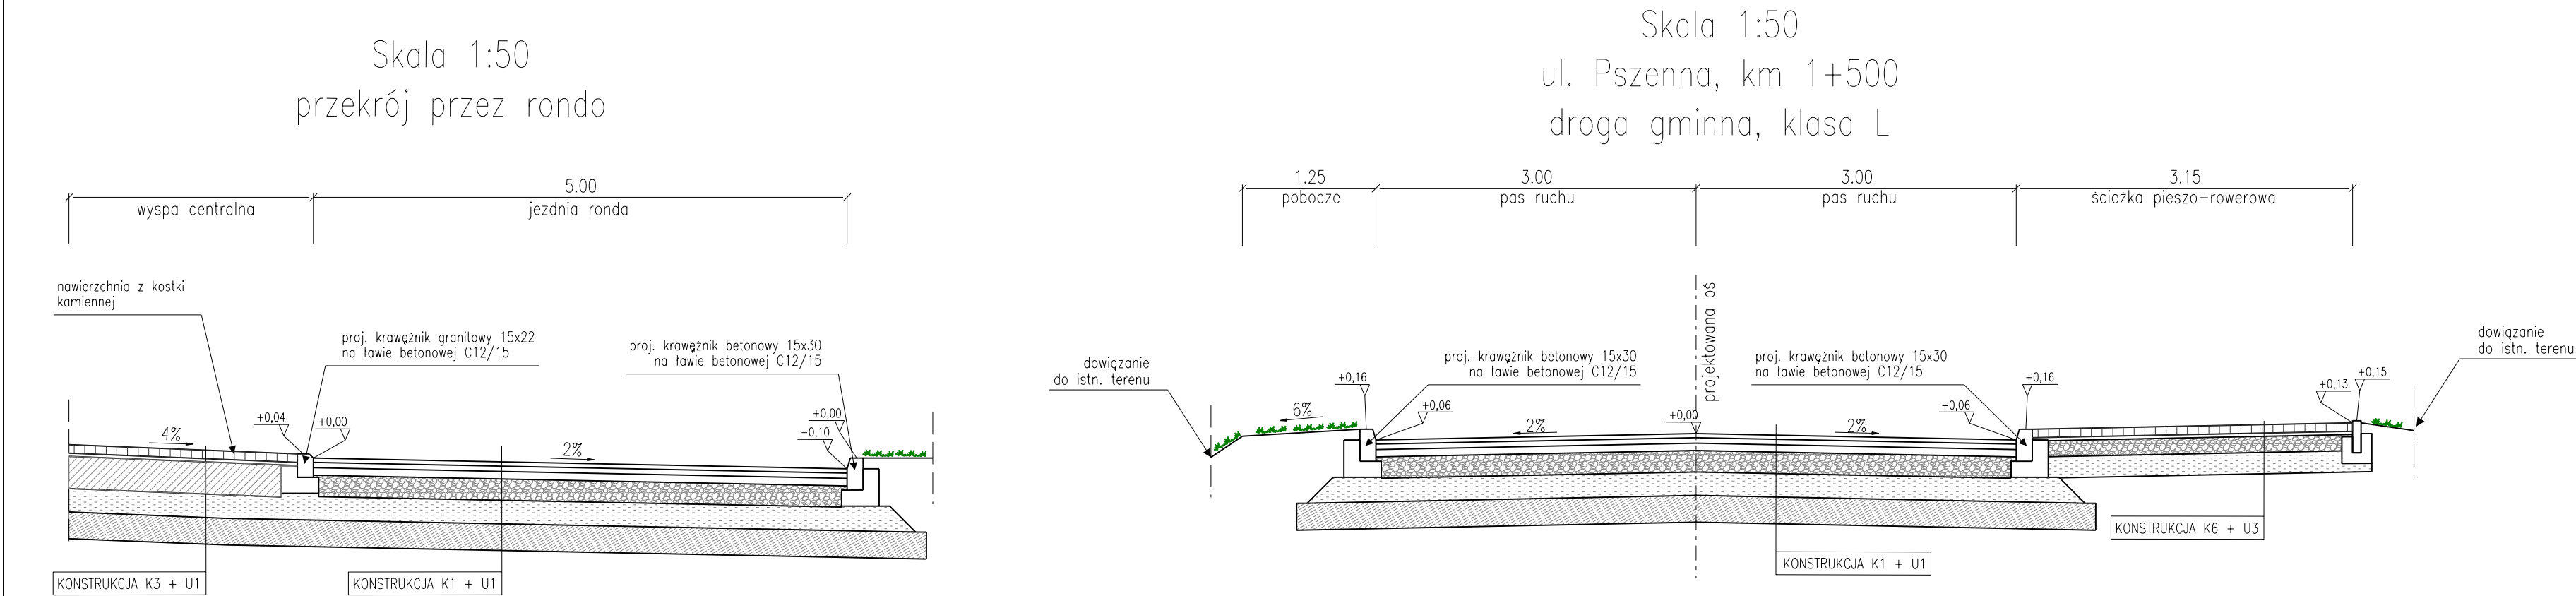 Skala 1:50
przekrój przez rondo
5.00
wyspa centralna
jezdnia ronda
nawierzchnia z kostki
kamiennej
proj. krawężnik granitowy 15x22
na ławie betonowej C12/15
proj. krawężnik betonowy 15x30
na ławie betonowej C12/15
4%
+0,04
+0,00
2%
+0,00
-0,10
KONSTRUKCJA K3 + U1
KONSTRUKCJA K1 + U1
Skala 1:50
ul. Pszenna, km 1+500
droga gminna, klasa L
1.25
3.00
3.00
3.15
pobocze
pas ruchu
pas ruchu
ścieżka pieszo-rowerowa
projektowana oś
dowiązanie
do istn. terenu
proj. krawężnik betonowy 15x30
na ławie betonowej C12/15
proj. krawężnik betonowy 15x30
na ławie betonowej C12/15
dowiązanie
do istn. terenu
6%
+0,16
+0,06
2%
+0,00
2%
+0,06
+0,16
+0,13
+0,15
KONSTRUKCJA K1 + U1
KONSTRUKCJA K6 + U3